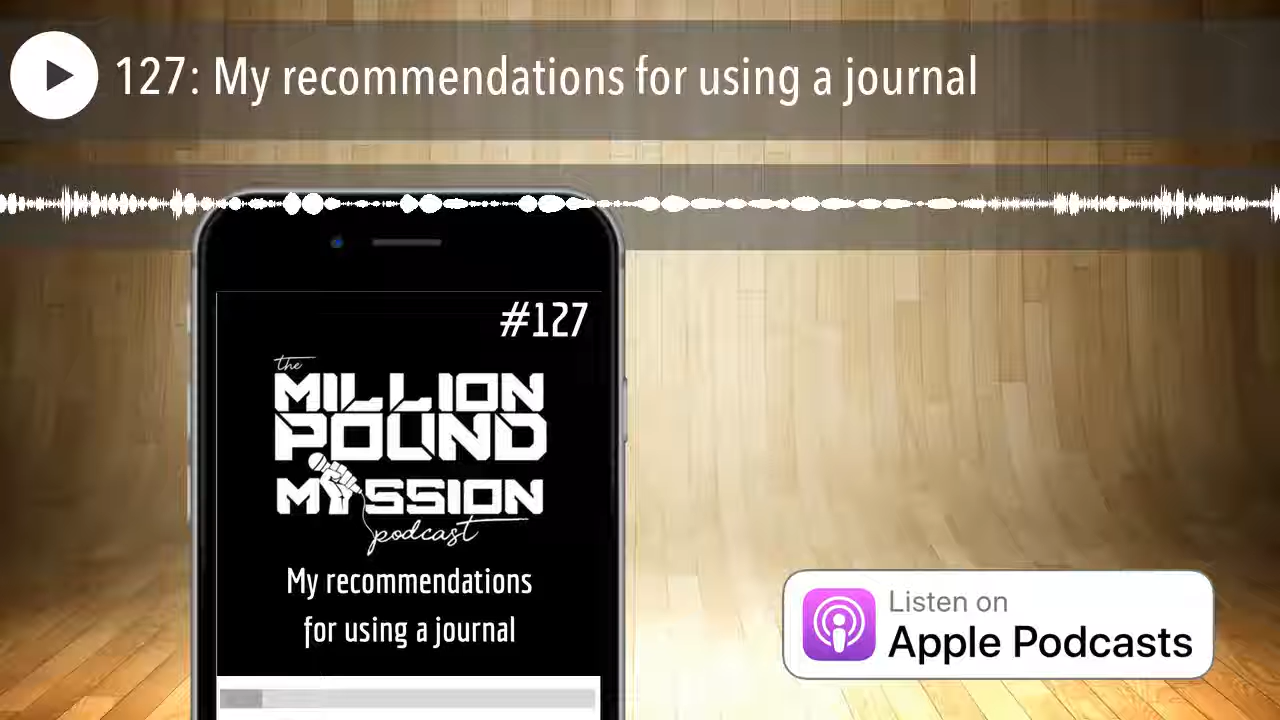 127: My recommendations for using a journal
#127
the
MILLION
POUND
MISSION
podcast
My recommendations
for using a journal
Listen on
Apple Podcasts